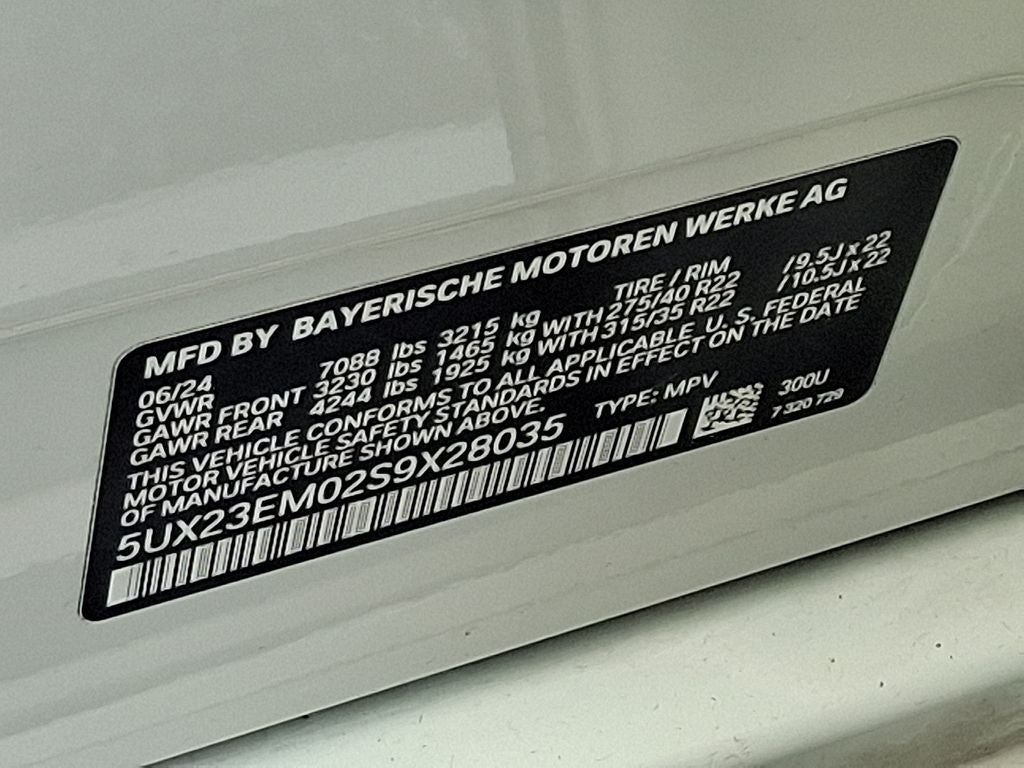 MFD BY BAYERISCHE MOTOREN WERKE AG
06/24 TIRE / RIM
GVWR 7088 lbs 3215 kg
GAWR FRONT 3230 lbs 1465 kg WITH 275/40 R22 /9.5J x 22
GAWR REAR 4244 lbs 1925 kg WITH 315/35 R22 /10.5J x 22
THIS VEHICLE CONFORMS TO ALL APPLICABLE U. S. FEDERAL
MOTOR VEHICLE SAFETY STANDARDS IN EFFECT ON THE DATE
OF MANUFACTURE SHOWN ABOVE.
TYPE: MPV 300U
5UX23EM02S9X28035
7 320 779